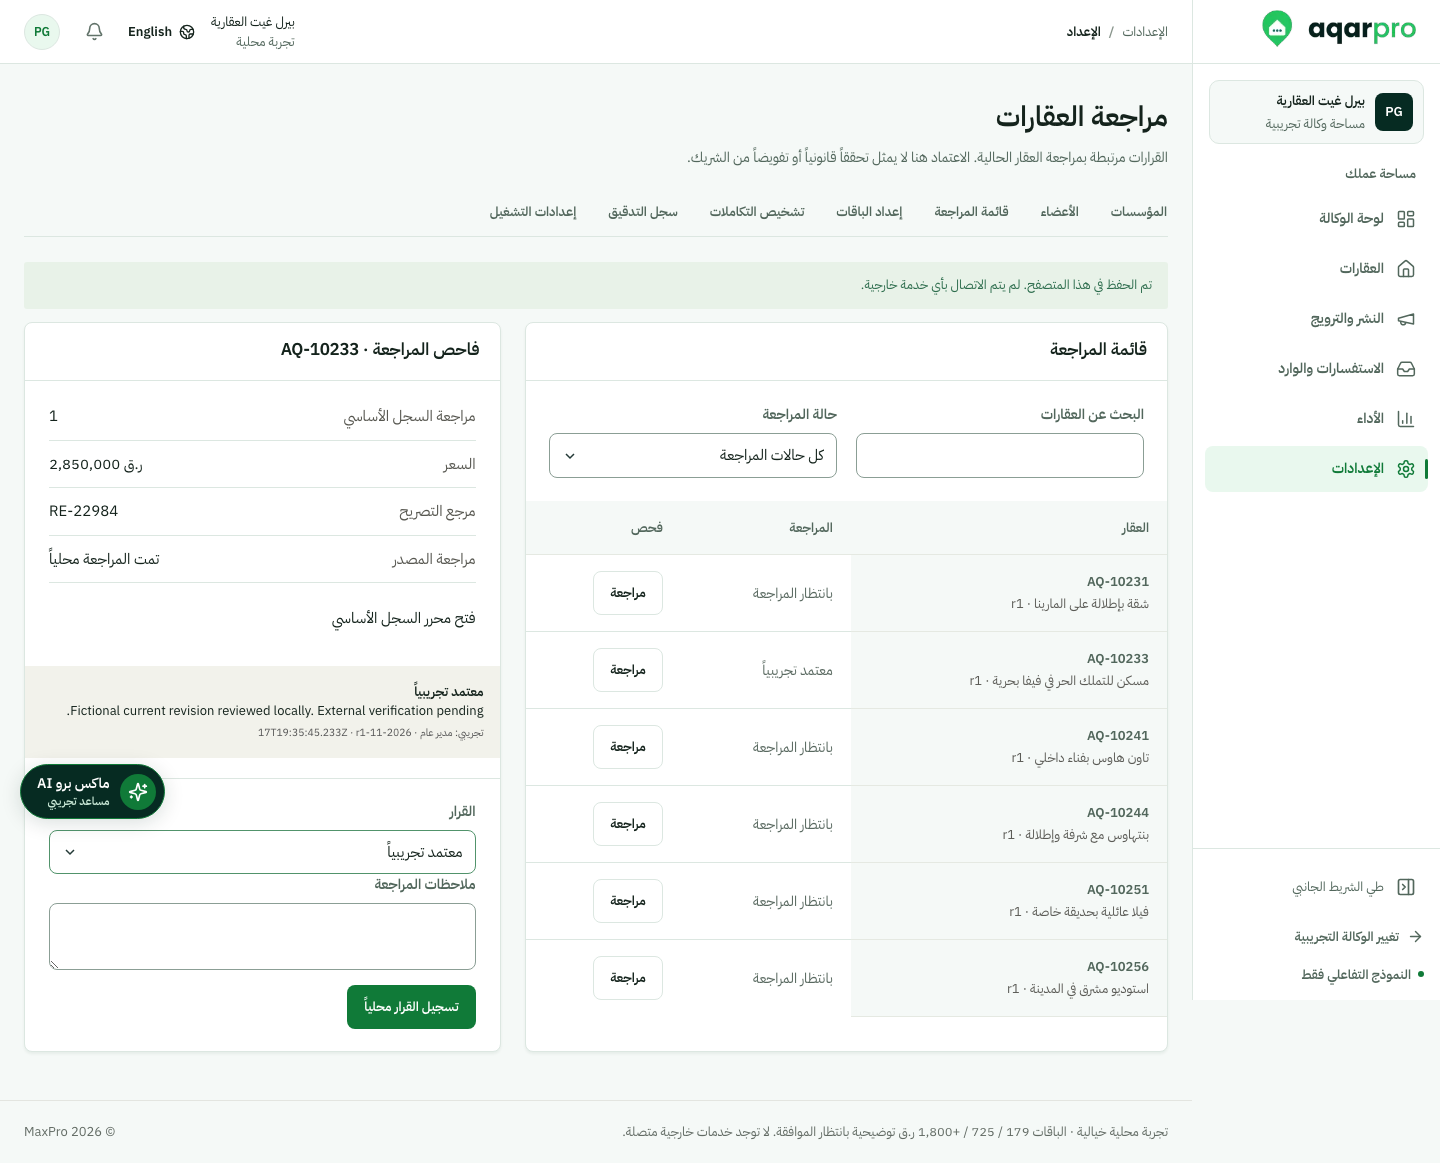 aqarpro
PG
بيرل غيت العقارية
مساحة وكالة تجريبية
مساحة عملك
لوحة الوكالة
العقارات
النشر والترويج
الاستفسارات والوارد
الأداء
الإعدادات
طي الشريط الجانبي
تغيير الوكالة التجريبية
النموذج التفاعلي فقط
الإعدادات / الإعداد
بيرل غيت العقارية
تجربة محلية
English
PG
مراجعة العقارات
القرارات مرتبطة بمراجعة العقار الحالية. الاعتماد هنا لا يمثل تحققاً قانونياً أو تفويضاً من الشريك.
المؤسسات
الأعضاء
قائمة المراجعة
إعداد الباقات
تشخيص التكاملات
سجل التدقيق
إعدادات التشغيل
تم الحفظ في هذا المتصفح. لم يتم الاتصال بأي خدمة خارجية.
قائمة المراجعة
البحث عن العقارات
حالة المراجعة
كل حالات المراجعة
العقار
المراجعة
فحص
AQ-10231
شقة بإطلالة على المارينا · r1
بانتظار المراجعة
مراجعة
AQ-10233
مسكن للتملك الحر في فيفا بحرية · r1
معتمد تجريبياً
مراجعة
AQ-10241
تاون هاوس بفناء داخلي · r1
بانتظار المراجعة
مراجعة
AQ-10244
بنتهاوس مع شرفة وإطلالة · r1
بانتظار المراجعة
مراجعة
AQ-10251
فيلا عائلية بحديقة خاصة · r1
بانتظار المراجعة
مراجعة
AQ-10256
استوديو مشرق في المدينة · r1
بانتظار المراجعة
مراجعة
فاحص المراجعة · AQ-10233
مراجعة السجل الأساسي
1
السعر
ر.ق 2,850,000
مرجع التصريح
RE-22984
مراجعة المصدر
تمت المراجعة محلياً
فتح محرر السجل الأساسي
معتمد تجريبياً
.Fictional current revision reviewed locally. External verification pending
تجريبي: مدير عام · 17T19:35:45.233Z · r1-11-2026
ماكس برو AI
مساعد تجريبي
القرار
معتمد تجريبياً
ملاحظات المراجعة
تسجيل القرار محلياً
تجربة محلية خيالية · الباقات 179 / 725 / +1,800 ر.ق توضيحية بانتظار الموافقة. لا توجد خدمات خارجية متصلة.
© 2026 MaxPro